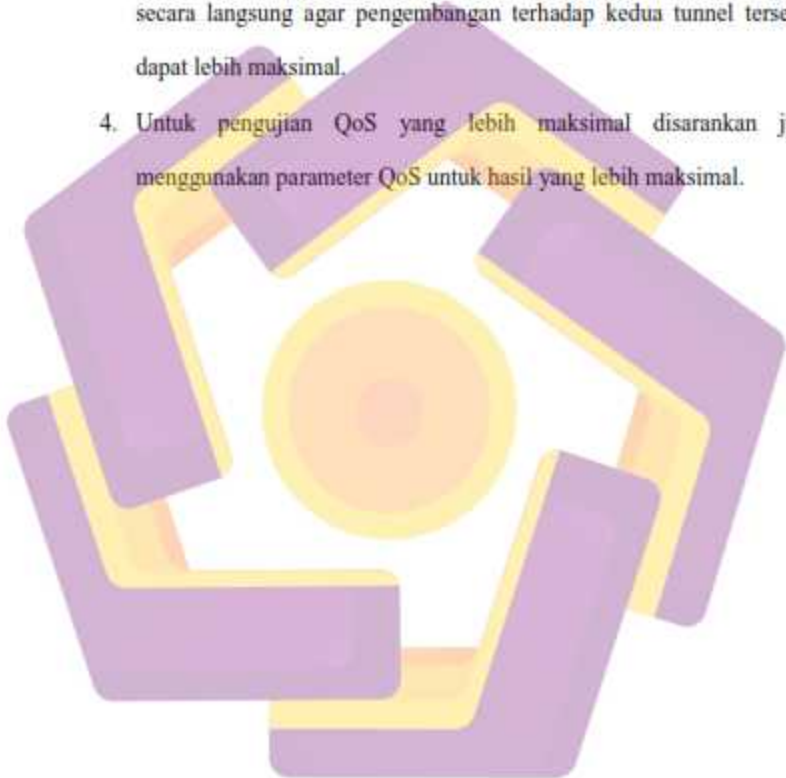 secara langsung agar pengembangan terhadap kedua tunnel terse
dapat lebih maksimal.
4. Untuk pengujian QoS yang lebih maksimal disarankan j
menggunakan parameter QoS untuk hasil yang lebih maksimal.